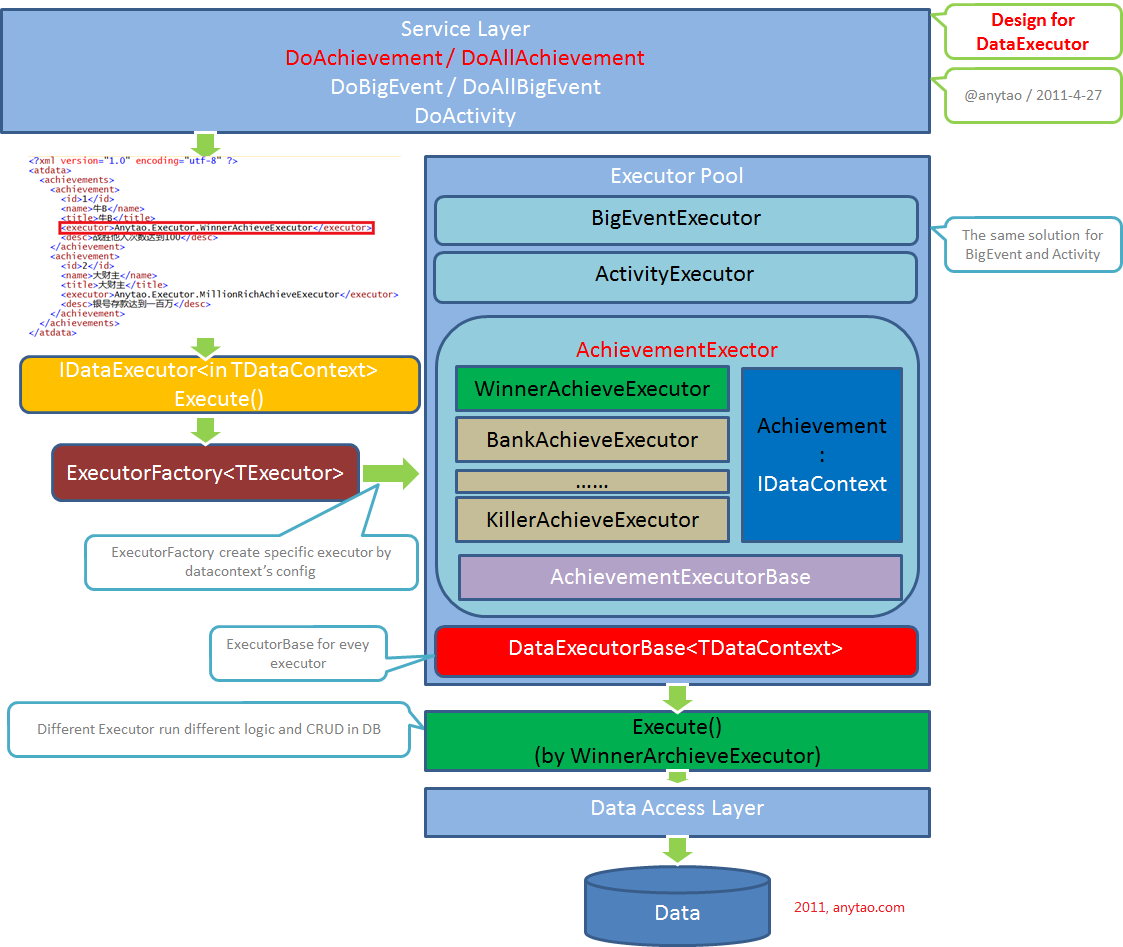 Service Layer
DoAchievement / DoAllAchievement
DoBigEvent / DoAllBigEvent
DoActivity
Design for
DataExecutor
@anytao / 2011-4-27
<?xml version="1.0" encoding="utf-8" ?>
<atdata>
<achievements>
<achievement>
<id>1</id>
<name>牛B</name>
<title>牛B</title>
<executor>Anytao.Executor.WinnerAchieveExecutor</executor>
<desc>战胜他人次数达到100</desc>
</achievement>
<achievement>
<id>2</id>
<name>大财主</name>
<title>大财主</title>
<executor>Anytao.Executor.MillionRichAchieveExecutor</executor>
<desc>银号存款达到一百万</desc>
</achievement>
</achievements>
</atdata>
IDataExecutor<in TDataContext>
Execute()
ExecutorFactory<TExecutor>
ExecutorFactory create specific executor by
datacontext's config
Executor Pool
BigEventExecutor
ActivityExecutor
The same solution for
BigEvent and Activity
AchievementExector
WinnerAchieveExecutor
BankAchieveExecutor
......
KillerAchieveExecutor
Achievement
:
IDataContext
AchievementExecutorBase
ExecutorBase for evey
executor
DataExecutorBase<TDataContext>
Different Executor run different logic and CRUD in DB
Execute()
(by WinnerArchieveExecutor)
Data Access Layer
Data
2011, anytao.com